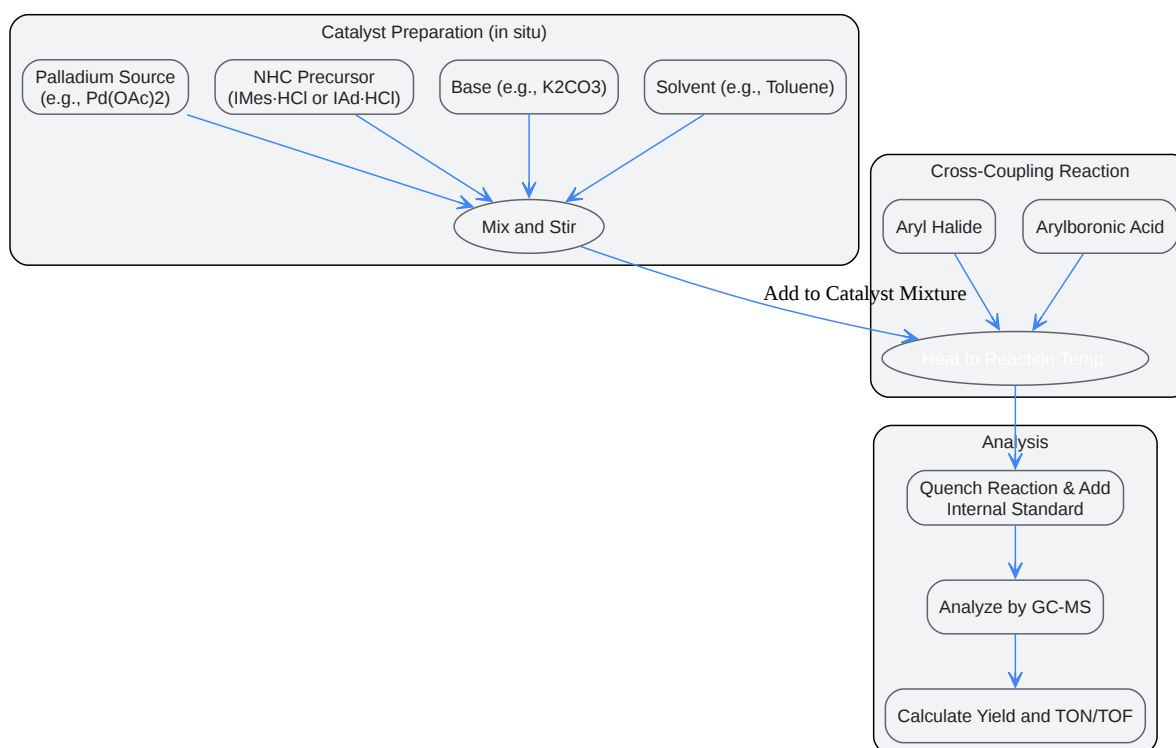 Catalyst Preparation (in situ)
Palladium Source
(e.g., Pd(OAc)2)
NHC Precursor
(IMes·HCl or IAd·HCl)
Base (e.g., K2CO3)
Solvent (e.g., Toluene)
Mix and Stir
Add to Catalyst Mixture
Cross-Coupling Reaction
Aryl Halide
Arylboronic Acid
Heat to Reaction Temp.
Analysis
Quench Reaction & Add
Internal Standard
Analyze by GC-MS
Calculate Yield and TON/TOF